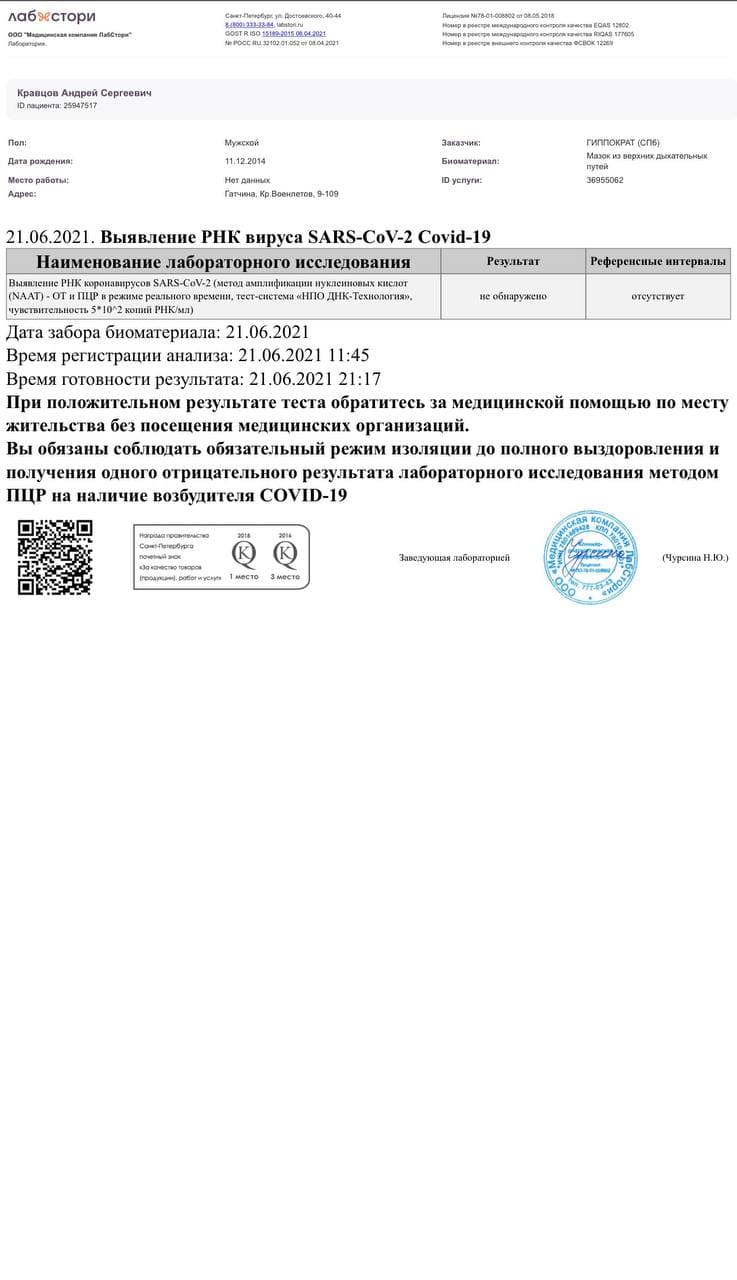 лабстори
ООО "Медицинская компания ЛабСтори"
Лаборатория.
Санкт-Петербург, ул. Достоевского, 40-44
8 (800) 333-33-84, labstori.ru
GOST R ISO 15189-2015 08.04.2021
№ РОСС RU.32102.01.052 от 08.04.2021
Лицензия №78-01-008802 от 08.05.2018
Номер в реестре международного контроля качества EQAS 12802
Номер в реестре международного контроля качества RIQAS 177605
Номер в реестре внешнего контроля качества ФСВОК 12269
Кравцов Андрей Сергеевич
ID пациента: 25947517
Пол: Мужской
Дата рождения: 11.12.2014
Место работы: Нет данных
Адрес: Гатчина, Кр.Военлетов, 9-109
Заказчик: ГИППОКРАТ (СПб)
Биоматериал: Мазок из верхних дыхательных
путей
ID услуги: 36955062
21.06.2021. Выявление РНК вируса SARS-CoV-2 Covid-19
Наименование лабораторного исследования Результат Референсные интервалы
Выявление РНК коронавирусов SARS-CoV-2 (метод амплификации нуклеиновых кислот
(NAAT) - ОТ и ПЦР в режиме реального времени, тест-система «НПО ДНК-Технология»,
чувствительность 5*10^2 копий РНК/мл)
не обнаружено отсутствует
Дата забора биоматериала: 21.06.2021
Время регистрации анализа: 21.06.2021 11:45
Время готовности результата: 21.06.2021 21:17
При положительном результате теста обратитесь за медицинской помощью по месту
жительства без посещения медицинских организаций.
Вы обязаны соблюдать обязательный режим изоляции до полного выздоровления и
получения одного отрицательного результата лабораторного исследования методом
ПЦР на наличие возбудителя COVID-19
Награда правительства
Санкт-Петербурга
почетный знак
«За качество товаров
(продукции), работ и услуг»
2018
К
1 место
2016
К
3 место
Заведующая лабораторией
ООО «Медицинская компания ЛабСтори»
(Чурсина Н.Ю.)